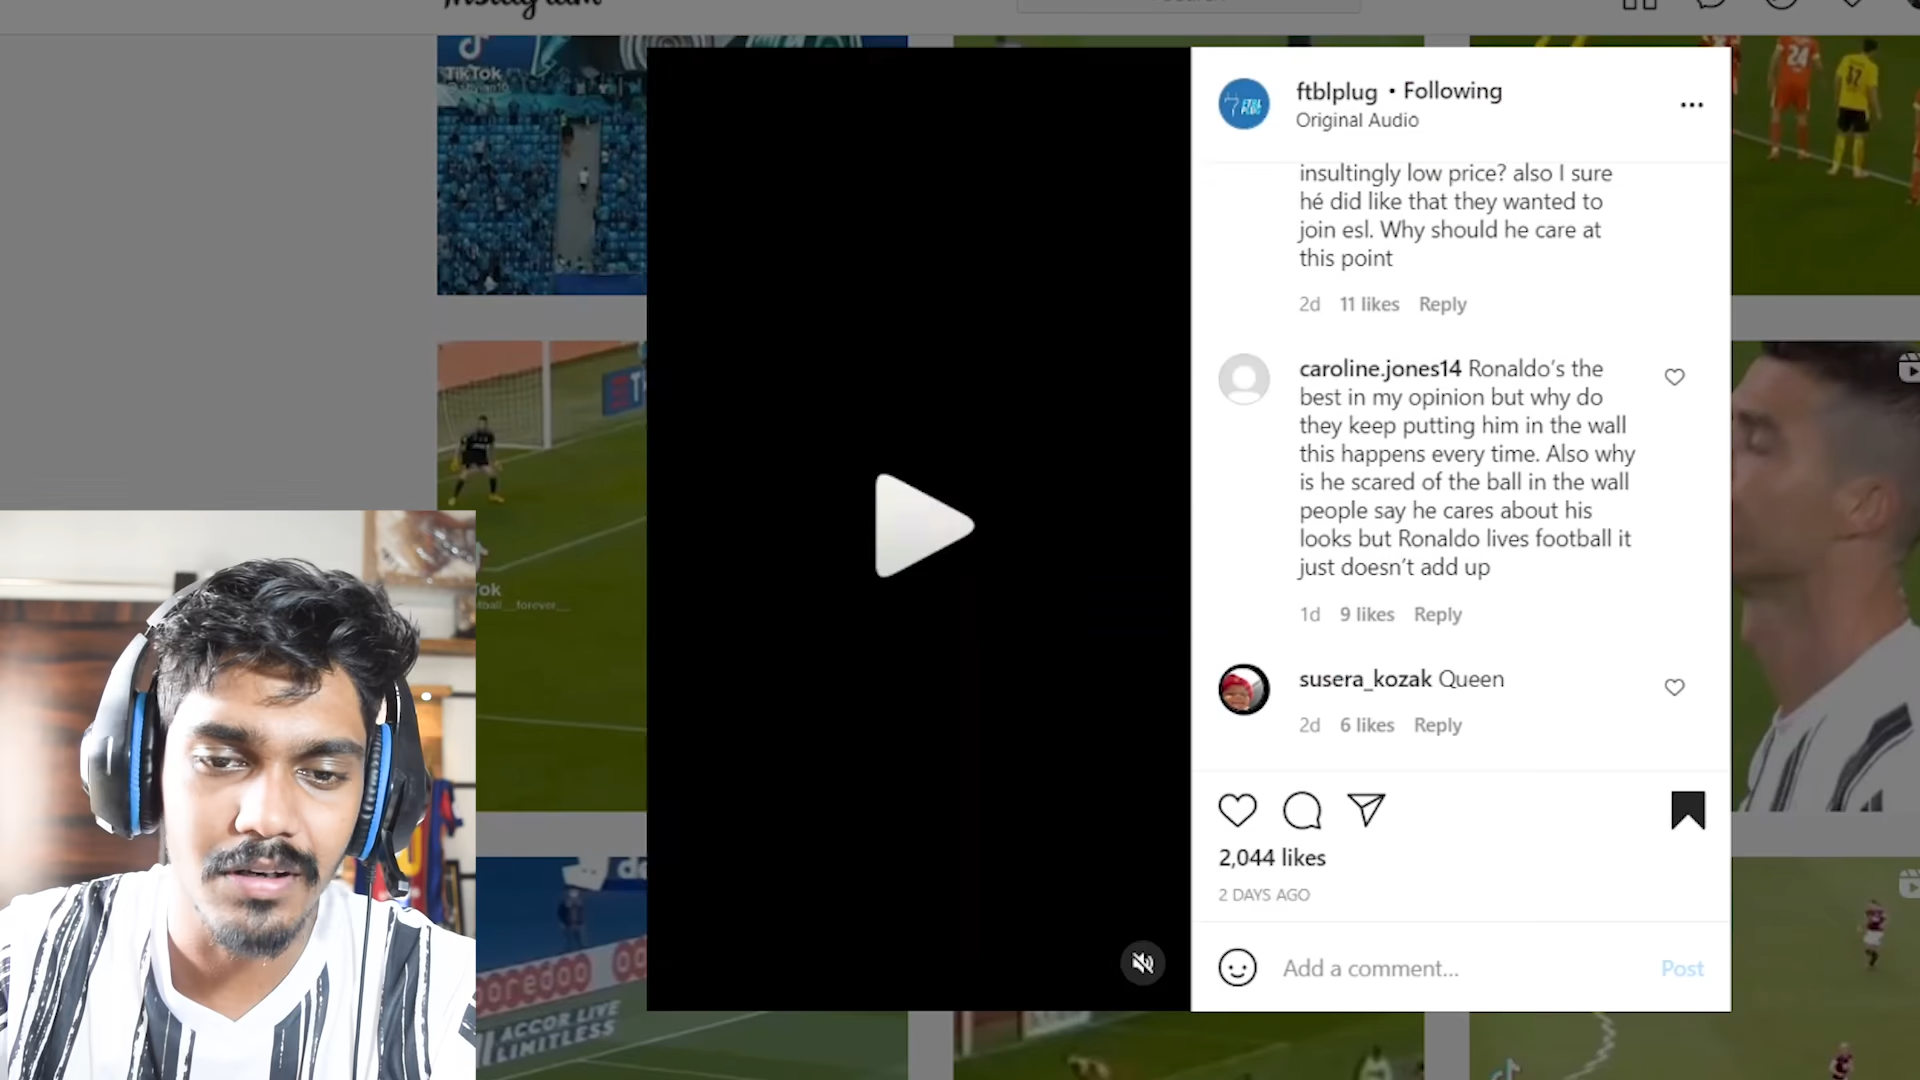 Instagram
Search
TikTok
24
ftblplug • Following
Original Audio
insultingly low price? also I sure
hé did like that they wanted to
join esl. Why should he care at
this point
2d 11 likes Reply
caroline.jones14 Ronaldo's the
best in my opinion but why do
they keep putting him in the wall
this happens every time. Also why
is he scared of the ball in the wall
people say he cares about his
looks but Ronaldo lives football it
just doesn't add up
1d 9 likes Reply
susera_kozak Queen
2d 6 likes Reply
2,044 likes
2 DAYS AGO
Add a comment... Post
Tok
ooredoo
ACCOR LIVE
LIMITLESS